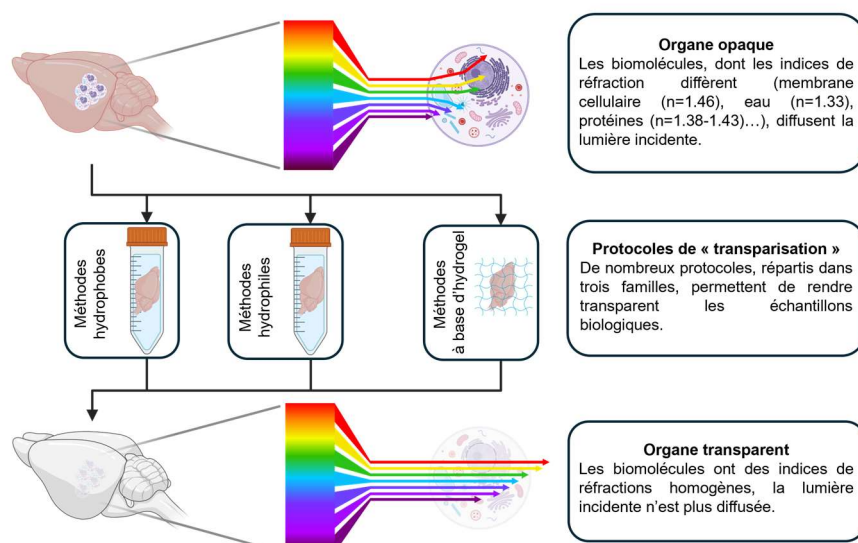 Organe opaque
Les biomolécules, dont les indices de
réfraction diffèrent (membrane
cellulaire (n=1.46), eau (n=1.33),
protéines (n=1.38-1.43)…), diffusent la
lumière incidente.
Méthodes
hydrophobes
Méthodes
hydrophiles
Méthodes
à base d’hydrogel
Protocoles de « transparisation »
De nombreux protocoles, répartis dans
trois familles, permettent de rendre
transparent les échantillons
biologiques.
Organe transparent
Les biomolécules ont des indices de
réfractions homogènes, la lumière
incidente n’est plus diffusée.